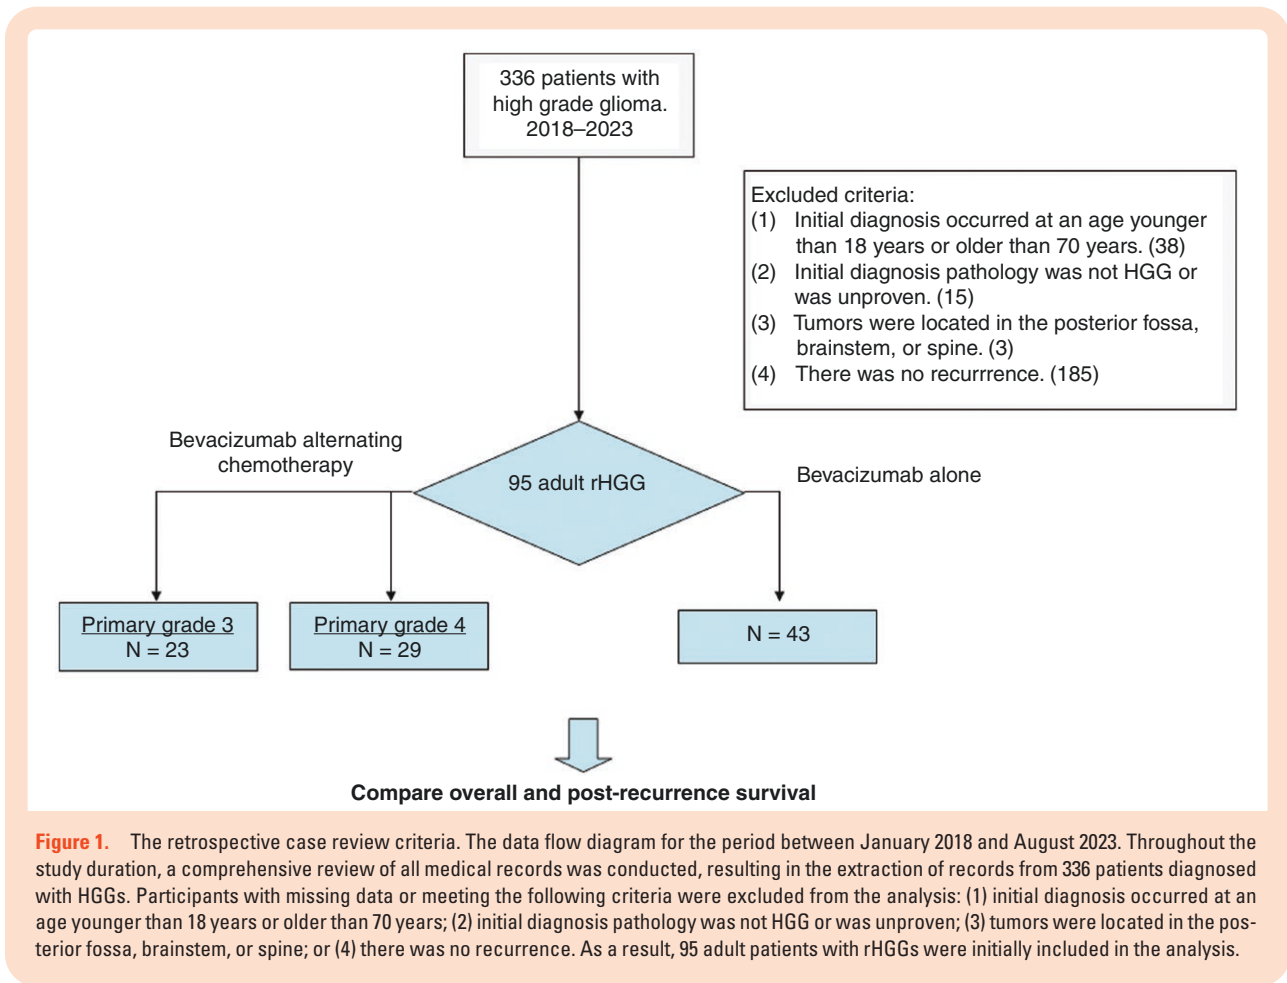 336 patients with
high grade glioma.
2018–2023
Excluded criteria:
(1) Initial diagnosis occurred at an age younger
than 18 years or older than 70 years. (38)
(2) Initial diagnosis pathology was not HGG or
was unproven. (15)
(3) Tumors were located in the posterior fossa,
brainstem, or spine. (3)
(4) There was no recurrrence. (185)
Bevacizumab alternating
chemotherapy
95 adult rHGG
Bevacizumab alone
Primary grade 3
N = 23
Primary grade 4
N = 29
N = 43
Compare overall and post-recurrence survival
Figure 1. The retrospective case review criteria. The data flow diagram for the period between January 2018 and August 2023. Throughout the
study duration, a comprehensive review of all medical records was conducted, resulting in the extraction of records from 336 patients diagnosed
with HGGs. Participants with missing data or meeting the following criteria were excluded from the analysis: (1) initial diagnosis occurred at an
age younger than 18 years or older than 70 years; (2) initial diagnosis pathology was not HGG or was unproven; (3) tumors were located in the pos-
terior fossa, brainstem, or spine; or (4) there was no recurrence. As a result, 95 adult patients with rHGGs were initially included in the analysis.